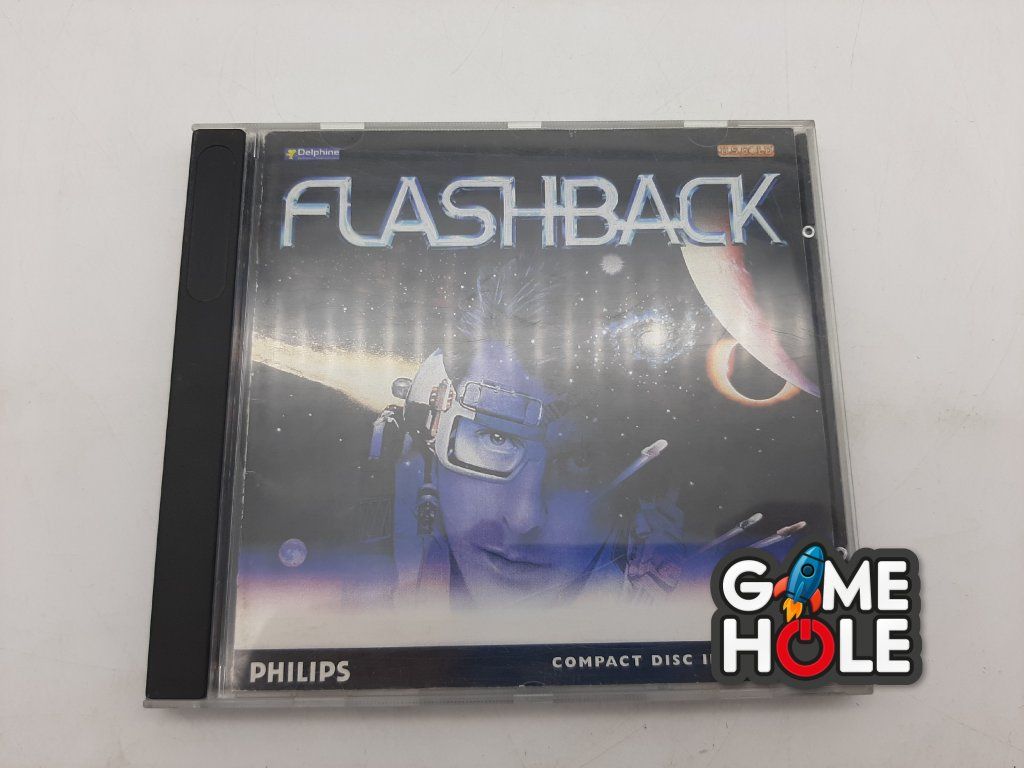 Delphine
FLASHBACK
PHILIPS
COMPACT DISC
GAME
HOLE